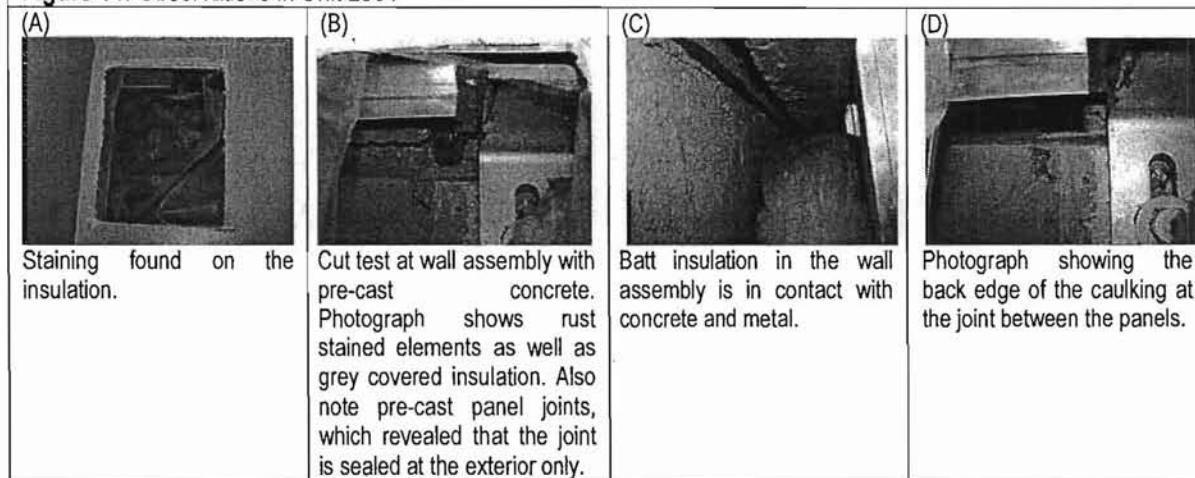 (A)
Staining found on the
insulation.
(B)
Cut test at wall assembly with
pre-cast concrete.
Photograph shows rust
stained elements as well as
grey covered insulation. Also
note pre-cast panel joints,
which revealed that the joint
is sealed at the exterior only.
(C)
Batt insulation in the wall
assembly is in contact with
concrete and metal.
(D)
Photograph showing the
back edge of the caulking at
the joint between the panels.